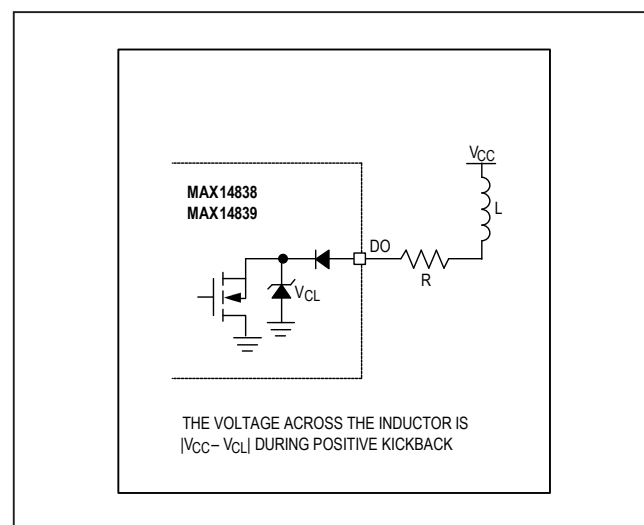 VCC
MAX14838
MAX14839
L
DO
R
VCL
THE VOLTAGE ACROSS THE INDUCTOR IS
|VCC – VCL| DURING POSITIVE KICKBACK